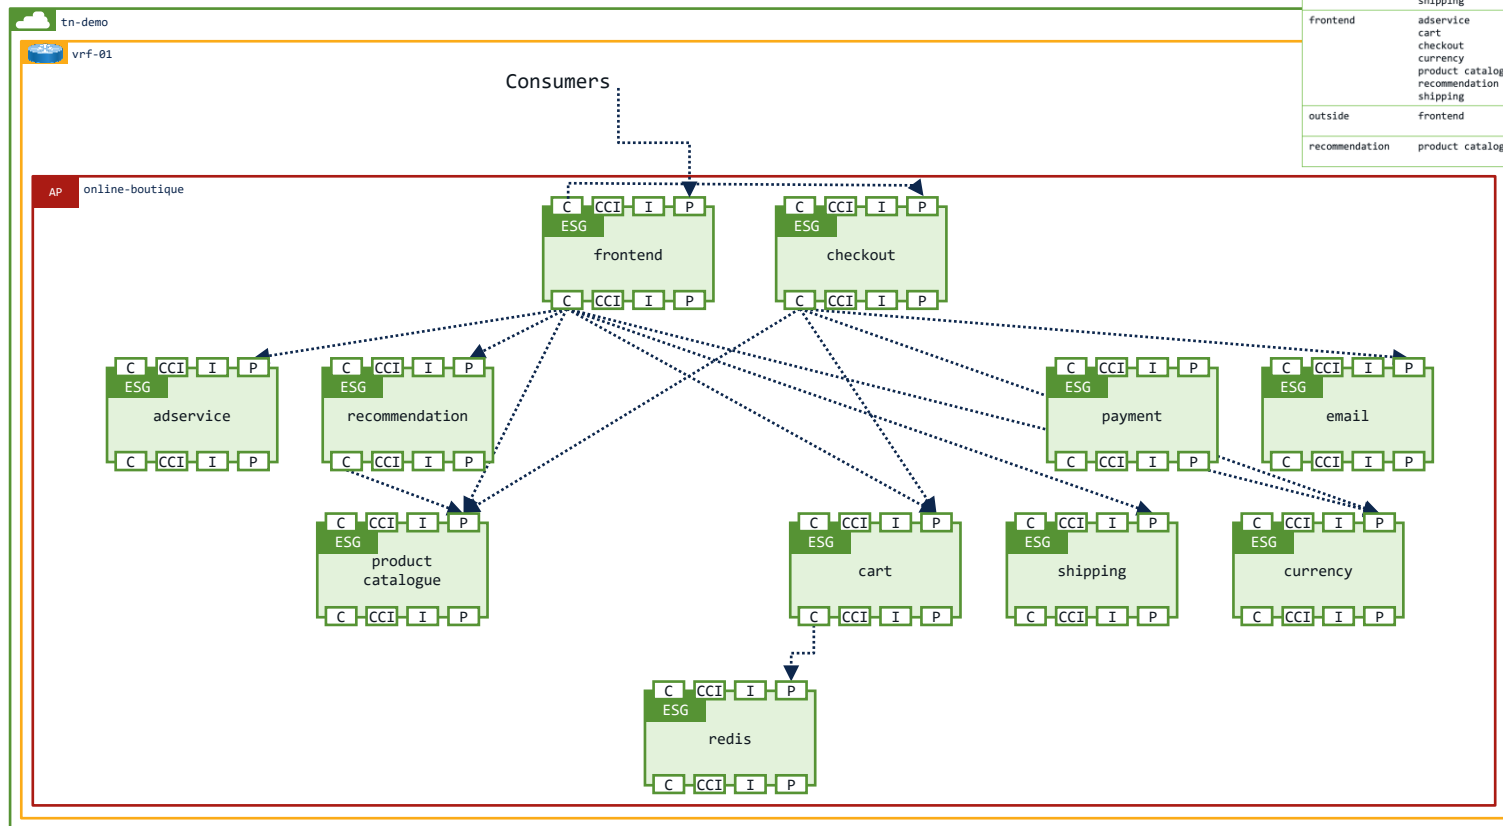 tn-demo
vrf-01
shipping
frontend adservice
cart
checkout
currency
product catalog
recommendation
shipping
outside frontend
recommendation product catalog
Consumers
AP online-boutique
C CCI I P
ESG
frontend
C CCI I P
C CCI I P
ESG
checkout
C CCI I P
C CCI I P
ESG
adservice
C CCI I P
C CCI I P
ESG
recommendation
C CCI I P
C CCI I P
ESG
payment
C CCI I P
C CCI I P
ESG
email
C CCI I P
C CCI I P
ESG
product
catalogue
C CCI I P
C CCI I P
ESG
cart
C CCI I P
C CCI I P
ESG
shipping
C CCI I P
C CCI I P
ESG
currency
C CCI I P
C CCI I P
ESG
redis
C CCI I P